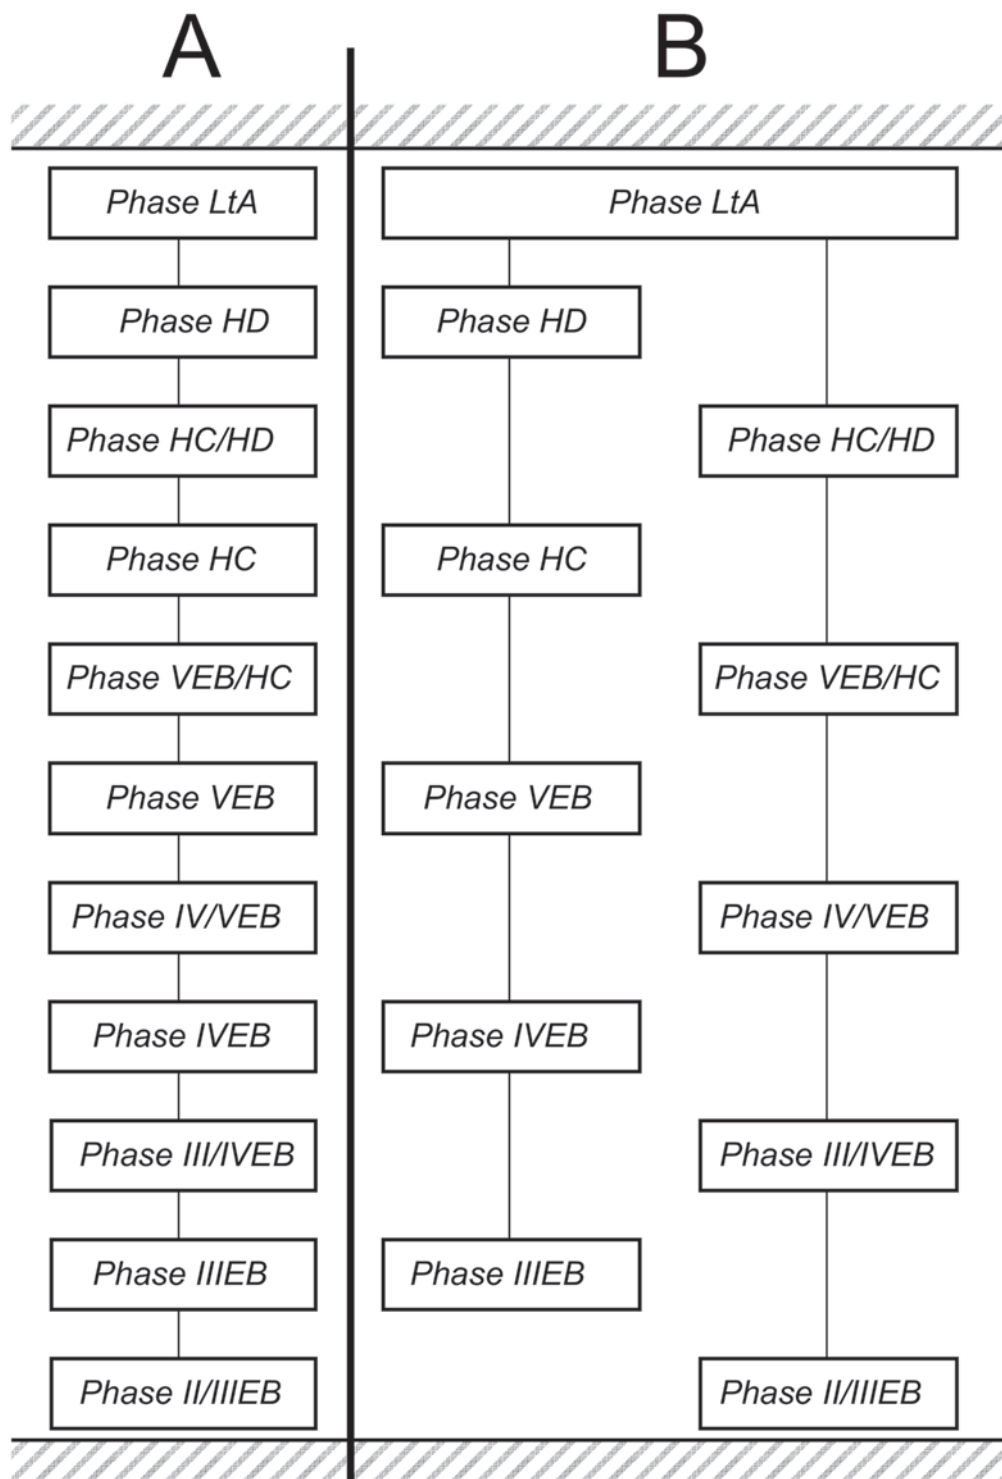 A
B
Phase LtA
Phase LtA
Phase HD
Phase HD
Phase HC/HD
Phase HC/HD
Phase HC
Phase HC
Phase VEB/HC
Phase VEB/HC
Phase VEB
Phase VEB
Phase IV/VEB
Phase IV/VEB
Phase IVEB
Phase IVEB
Phase III/IVEB
Phase III/IVEB
Phase IIIEB
Phase IIIEB
Phase II/IIIEB
Phase II/IIIEB